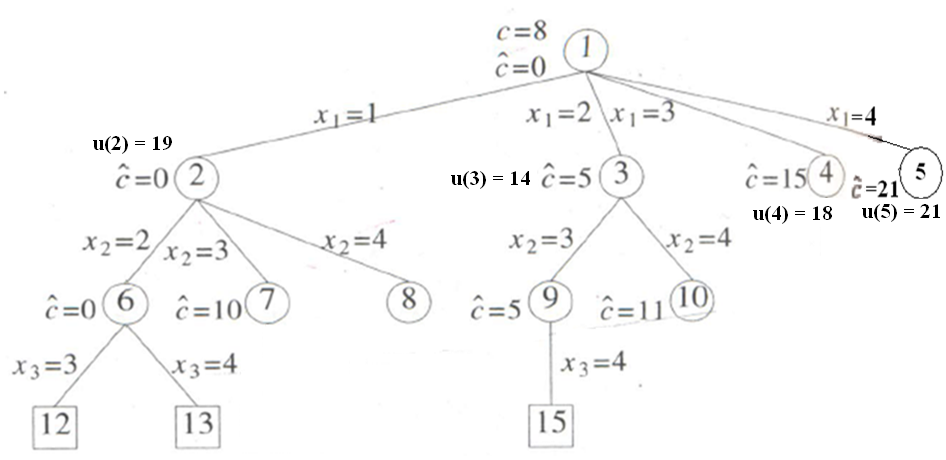 c=8
1
ĉ=0
x₁=1
x₁=2
x₁=3
x₁=4
u(2) = 19
ĉ=0
2
u(3) = 14
ĉ=5
3
ĉ=15
4
ĉ=21
5
u(4) = 18
u(5) = 21
x₂=2
x₂=3
x₂=4
x₂=3
x₂=4
ĉ=0
6
ĉ=10
7
8
ĉ=5
9
ĉ=11
10
x₃=3
x₃=4
x₃=4
12
13
15